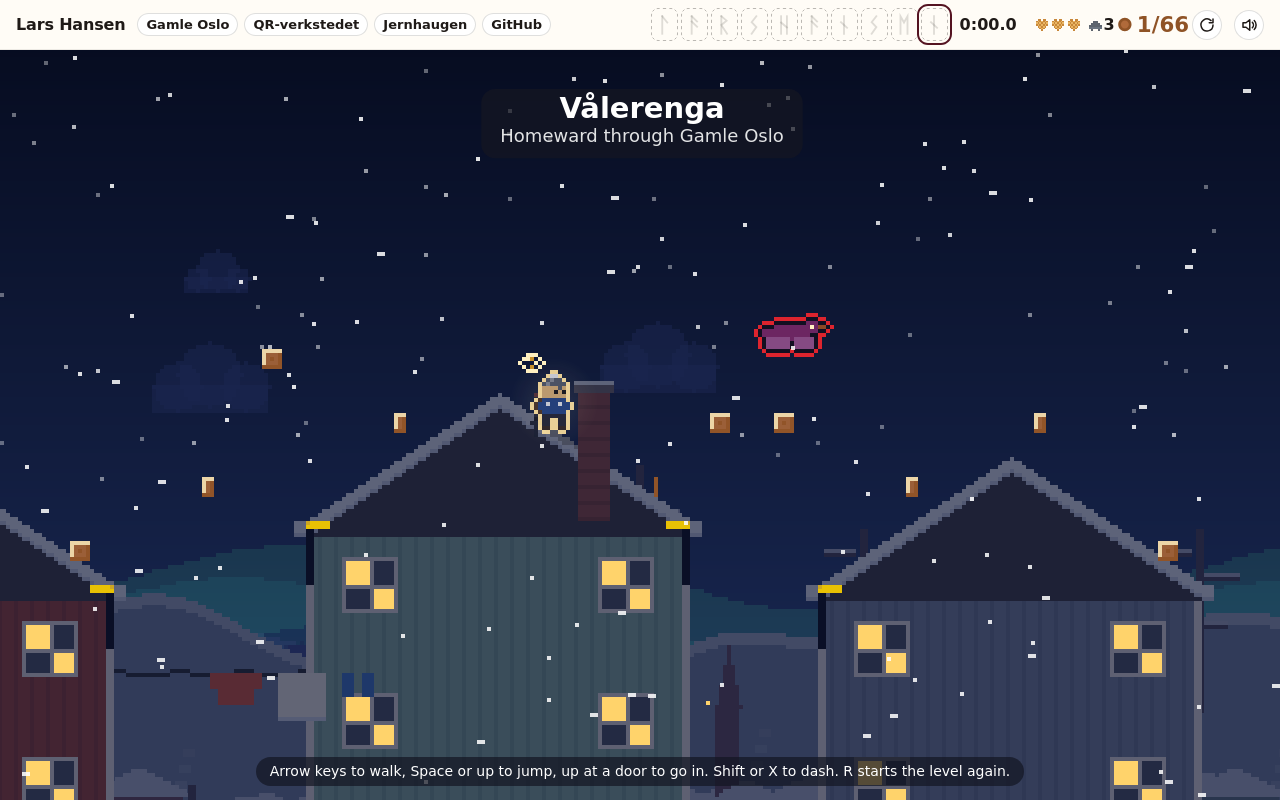 Lars Hansen
Gamle Oslo
QR-verkstedet
Jernhaugen
GitHub
ᛚ ᚨ ᚱ ᛊ ᚺ ᚨ ᚾ ᛊ ᛖ ᚾ
0:00.0
3
1/66
Vålerenga
Homeward through Gamle Oslo
Arrow keys to walk, Space or up to jump, up at a door to go in. Shift or X to dash. R starts the level again.